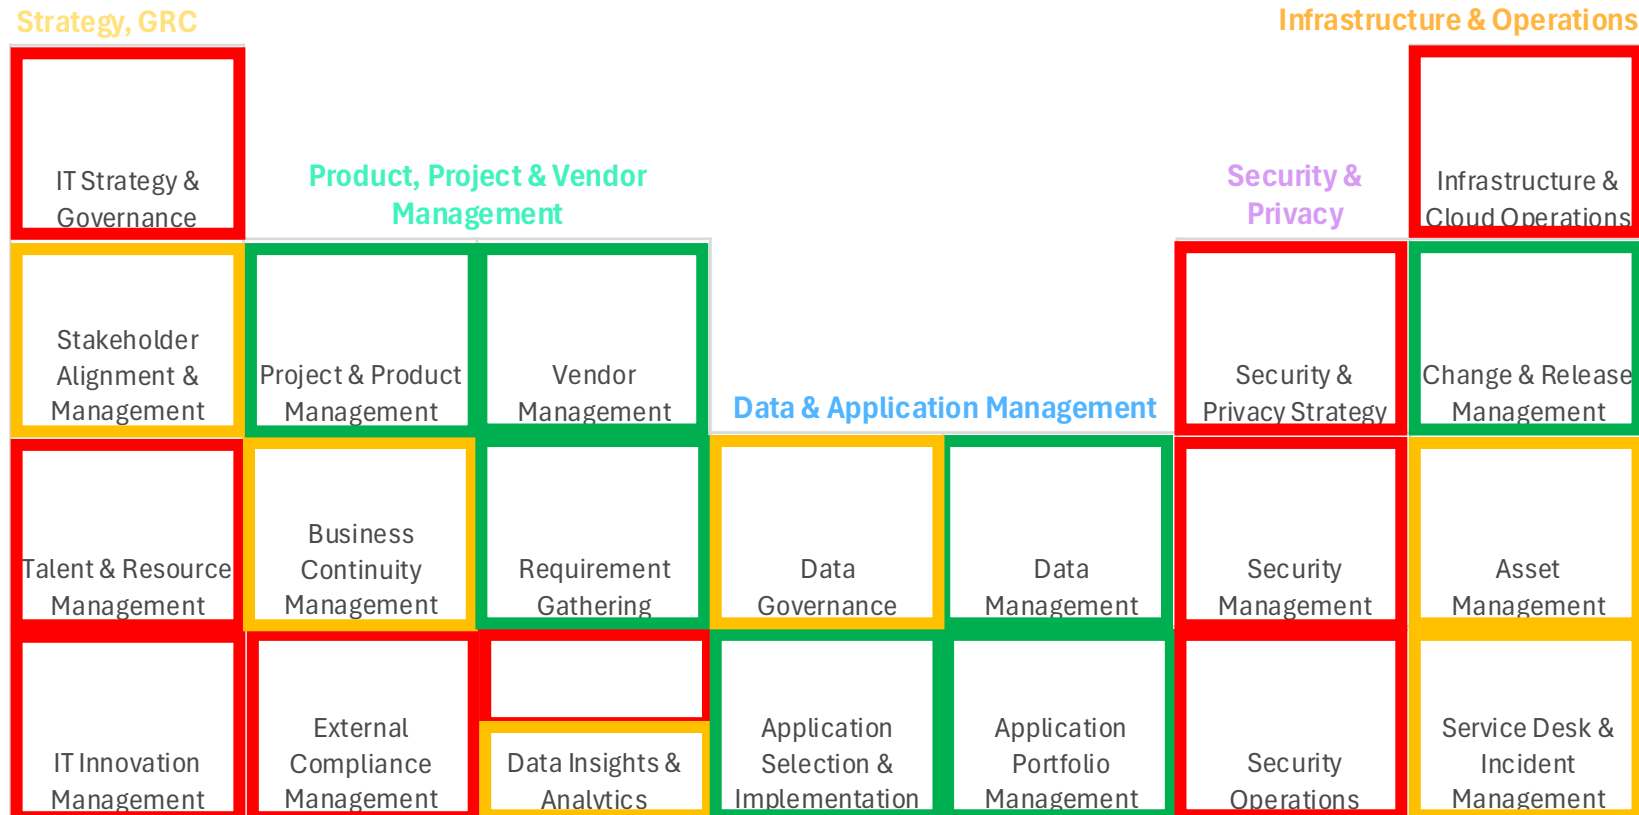 Strategy, GRC
Infrastructure & Operations
IT Strategy &
Governance
Product, Project & Vendor
Management
Security &
Privacy
Infrastructure &
Cloud Operations
Stakeholder
Alignment &
Management
Project & Product
Management
Vendor
Management
Data & Application Management
Security &
Privacy Strategy
Change & Release
Management
Talent & Resource
Management
Business
Continuity
Management
Requirement
Gathering
Data
Governance
Data
Management
Security
Management
Asset
Management
IT Innovation
Management
External
Compliance
Management
Data Insights &
Analytics
Application
Selection &
Implementation
Application
Portfolio
Management
Security
Operations
Service Desk &
Incident
Management